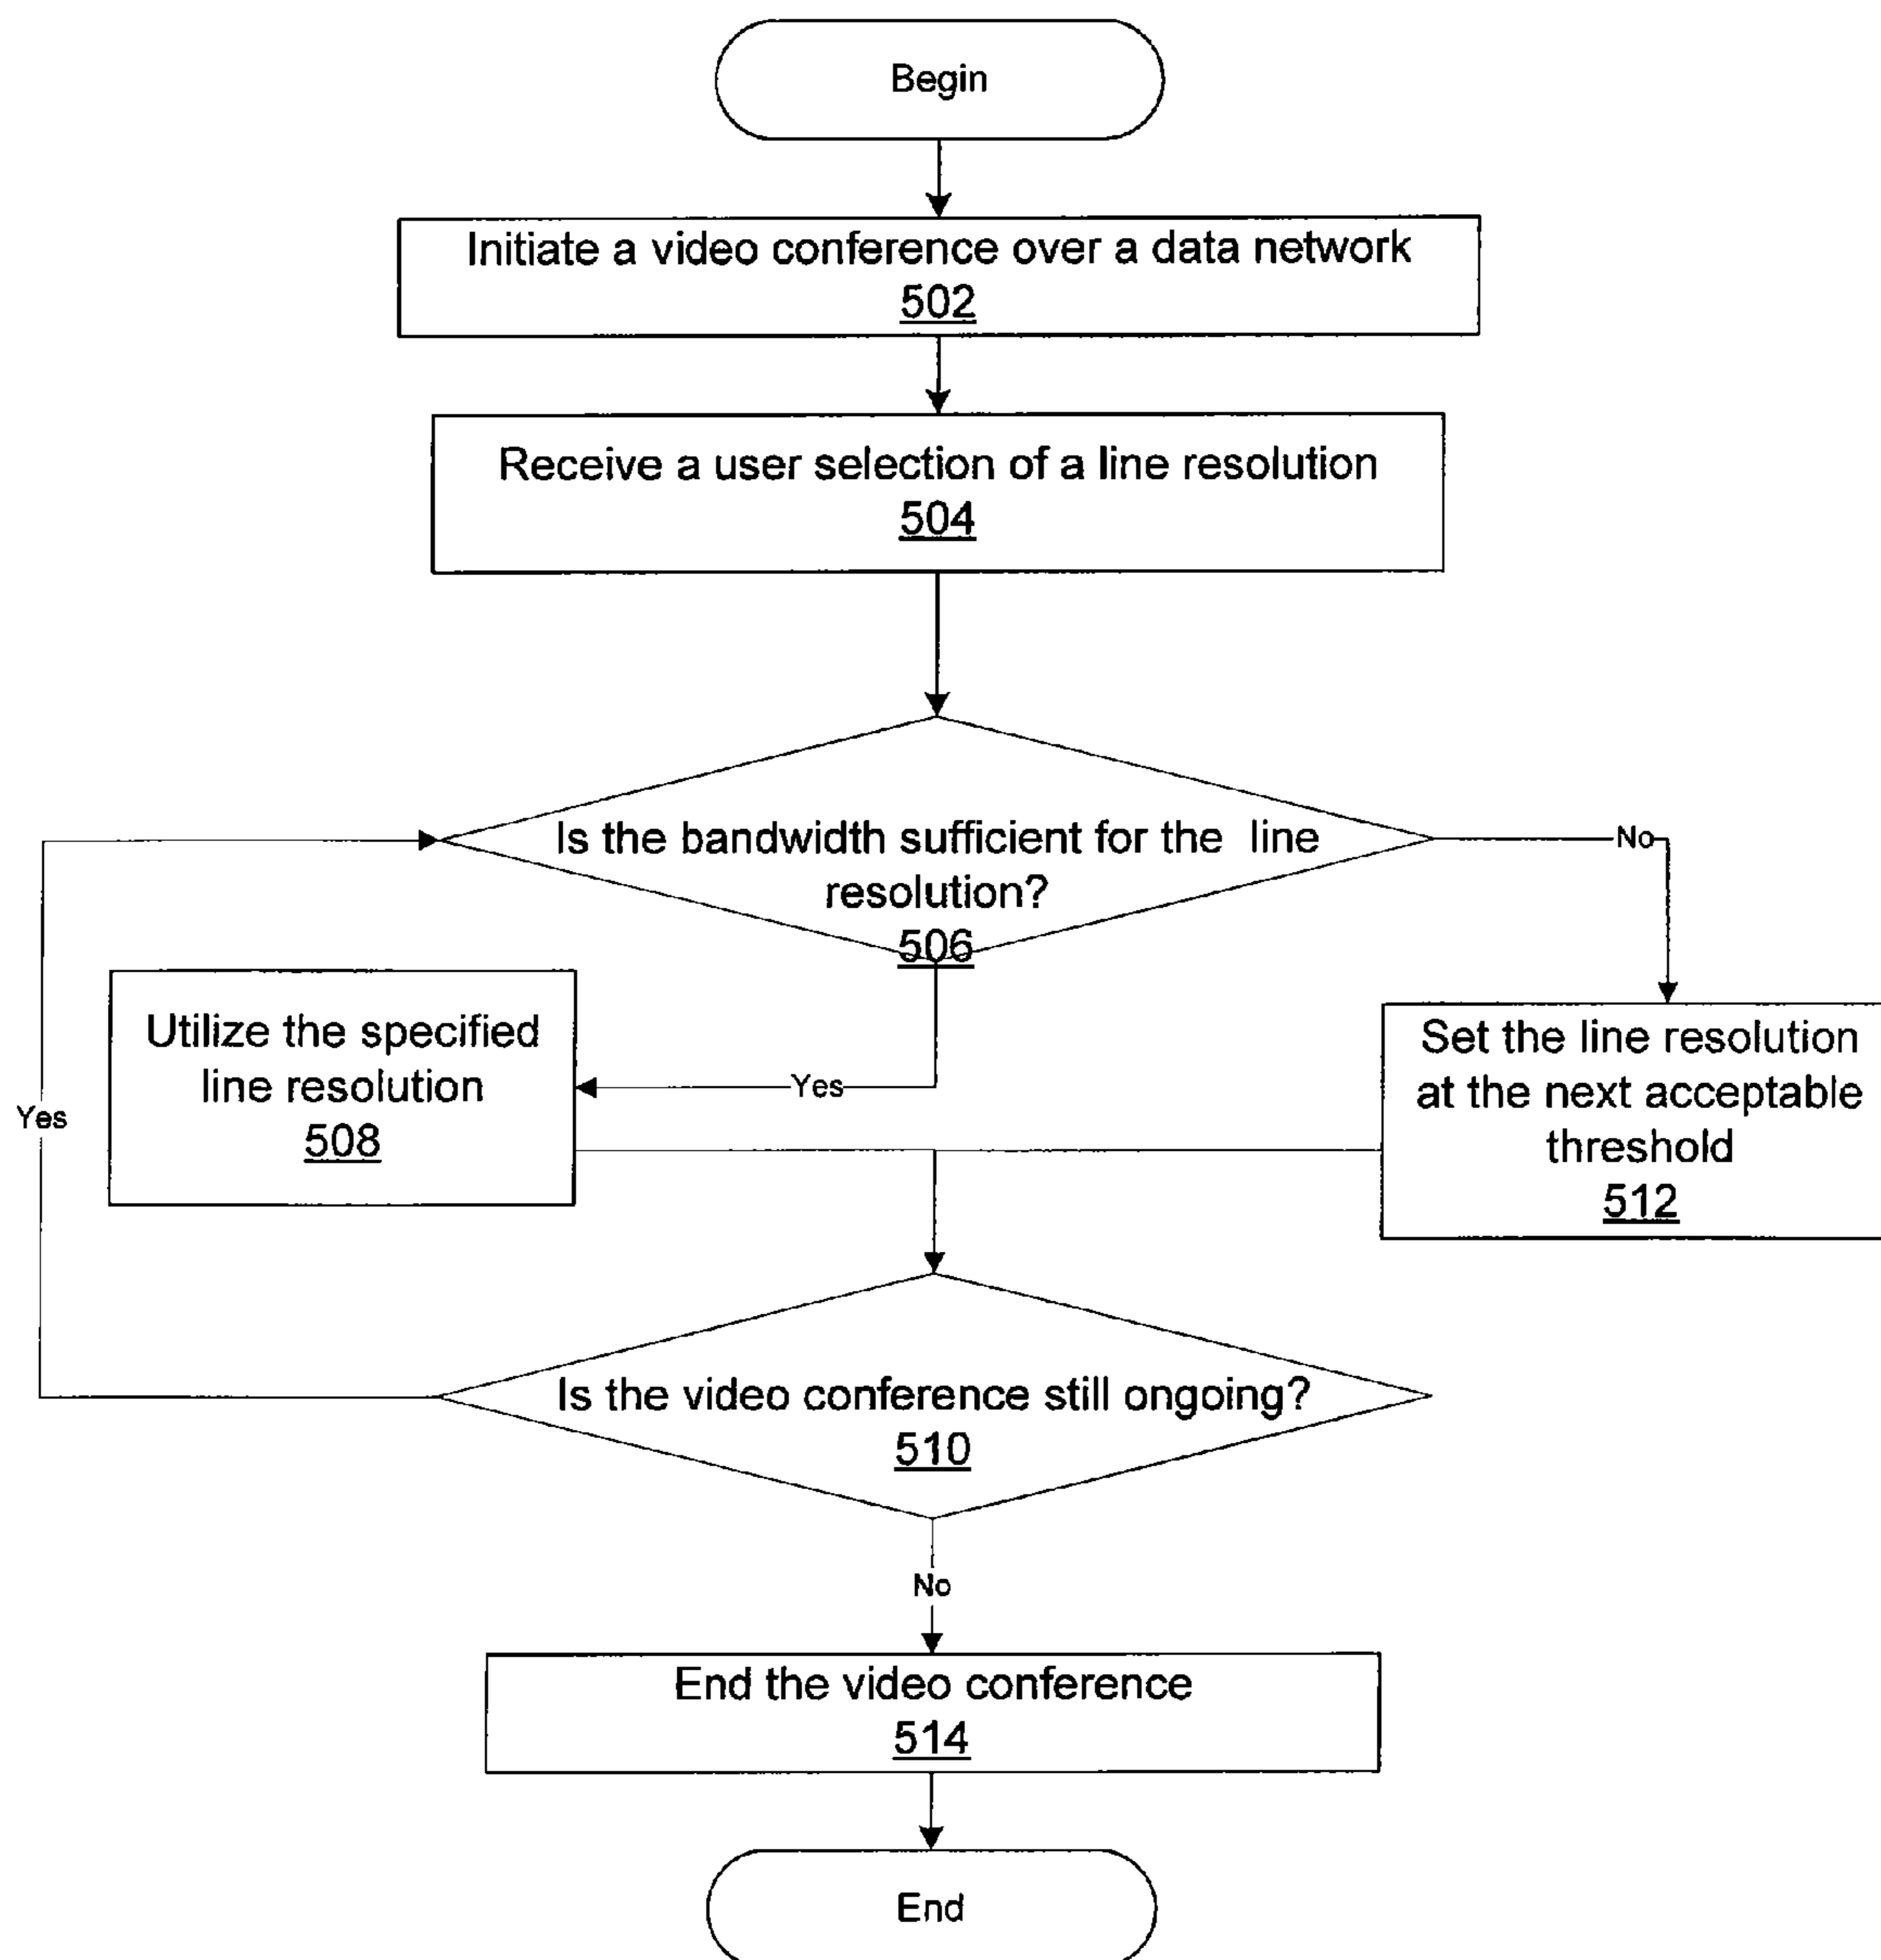 Begin
Initiate a video conference over a data network
502
Receive a user selection of a line resolution
504
Is the bandwidth sufficient for the line
resolution?
506
No
Utilize the specified
line resolution
508
Yes
Yes
Set the line resolution
at the next acceptable
threshold
512
Is the video conference still ongoing?
510
No
End the video conference
514
End